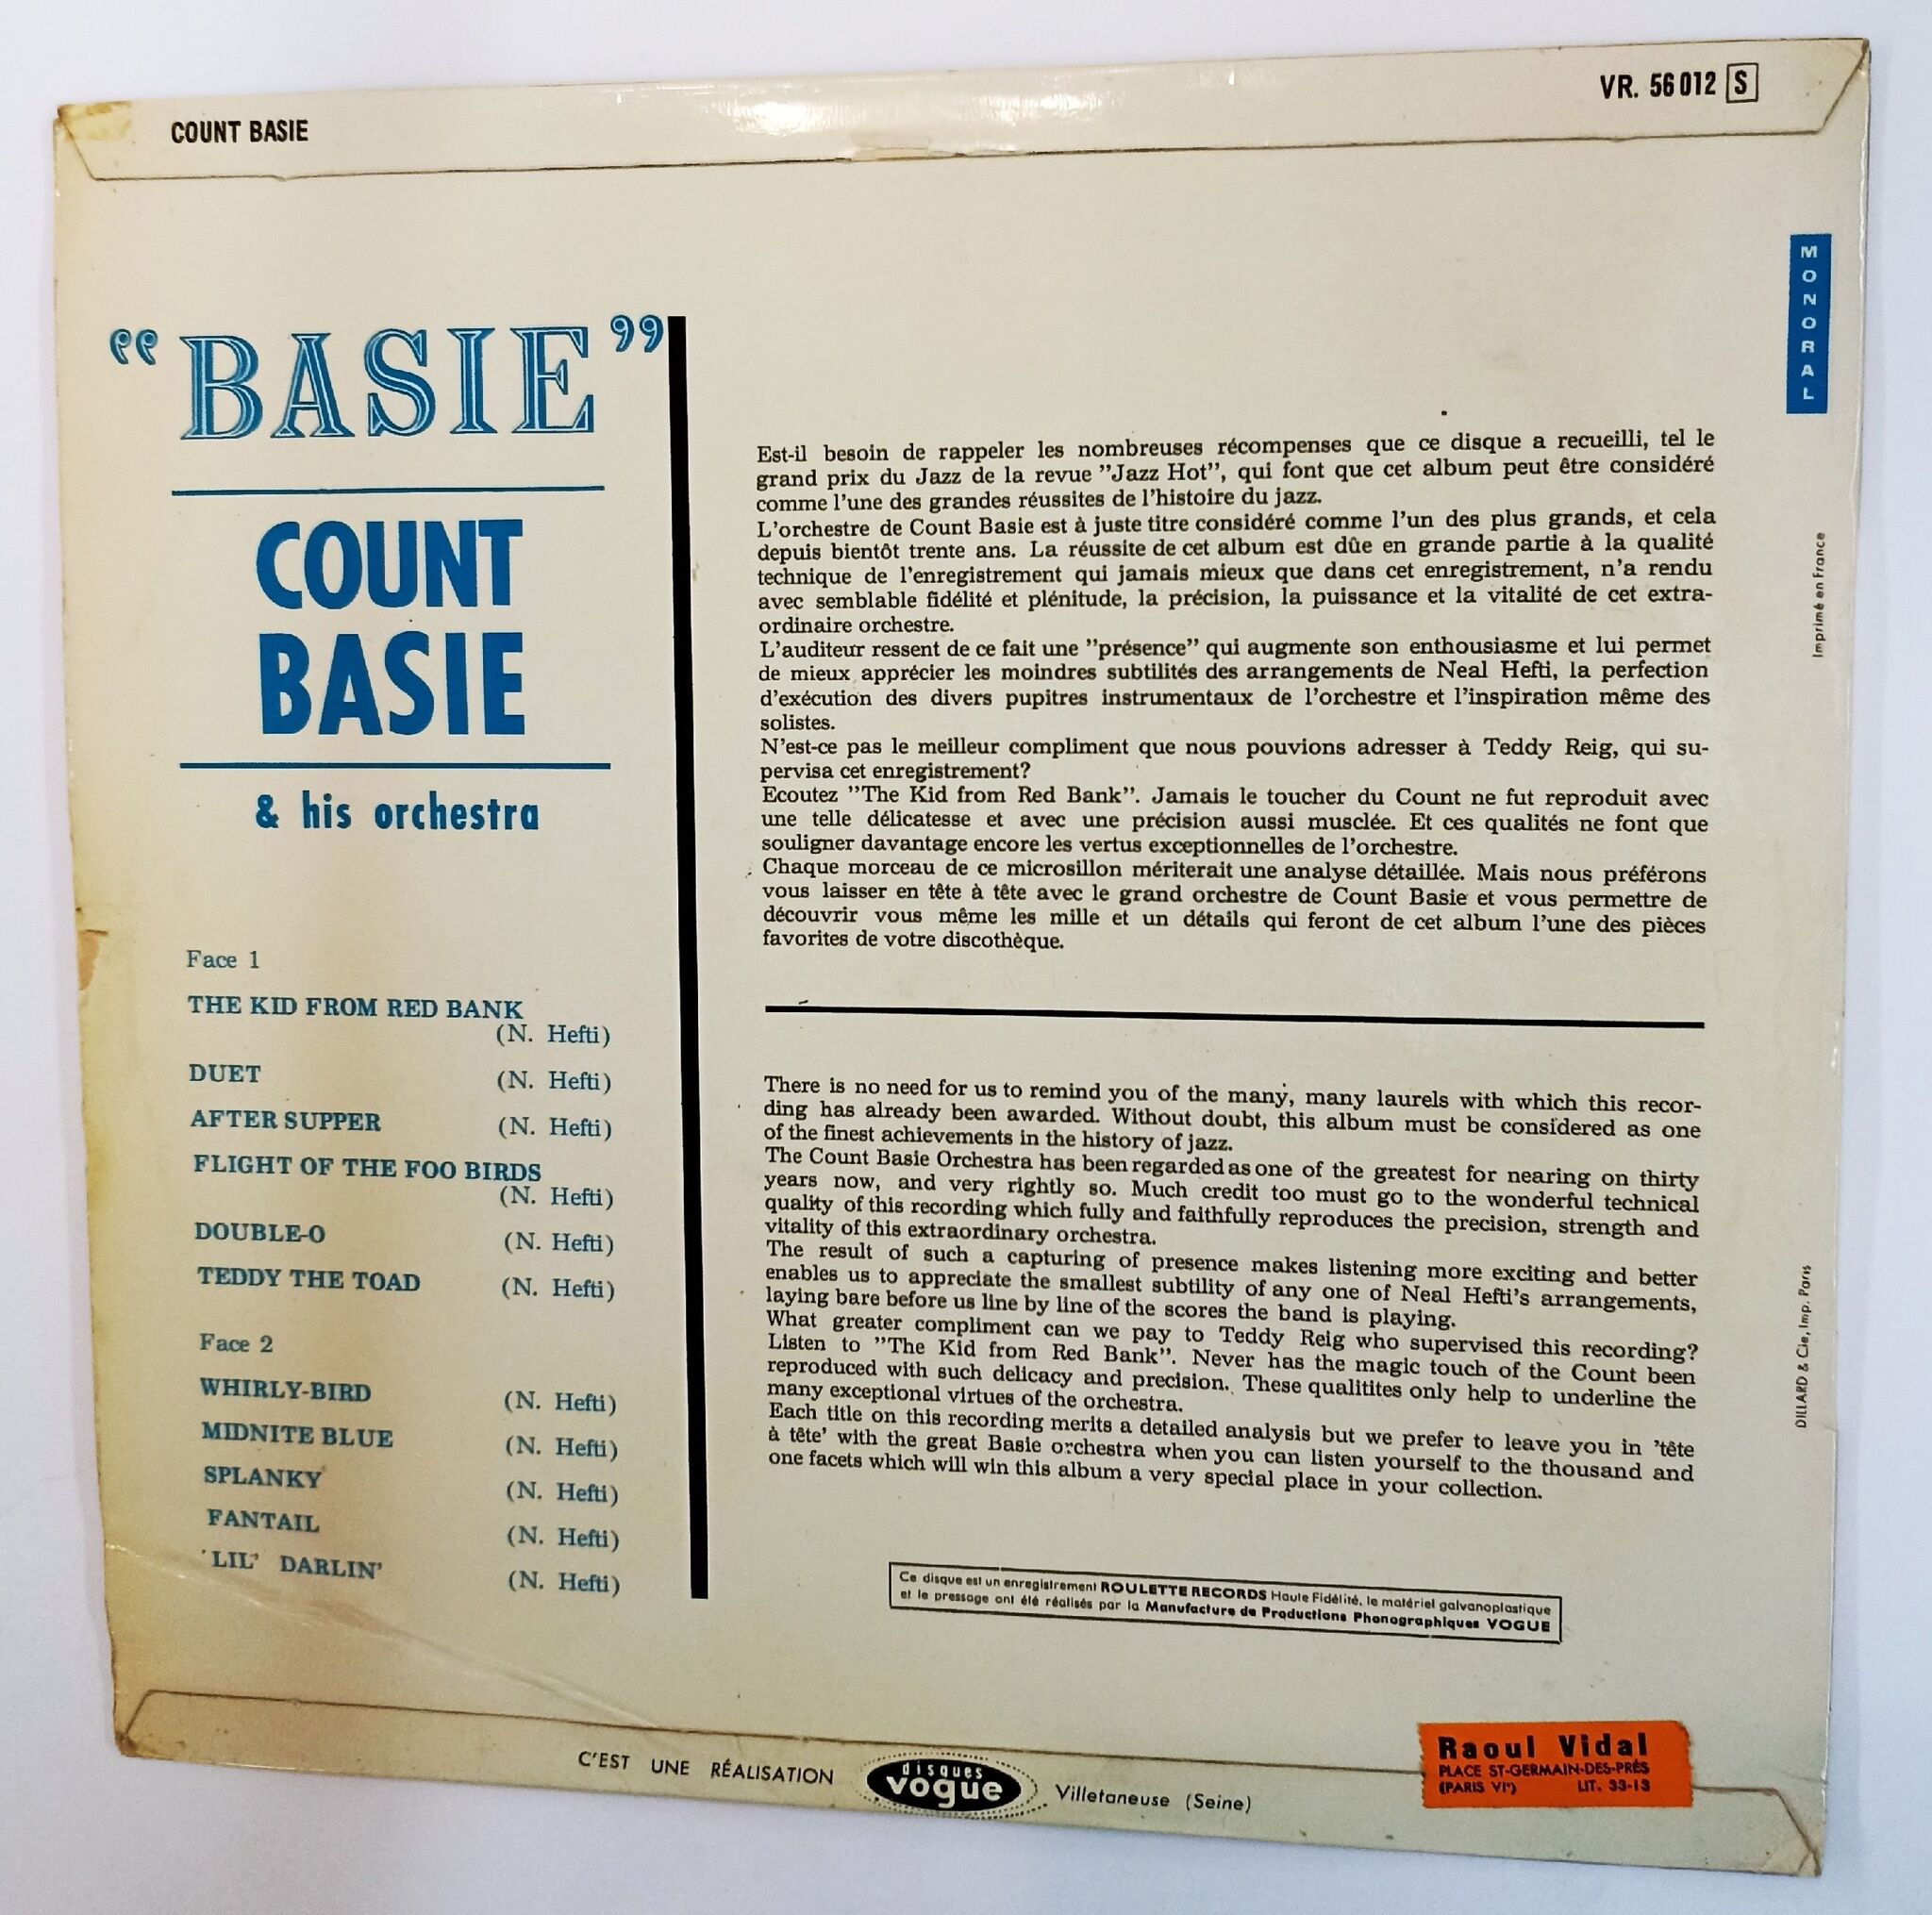 COUNT BASIE
VR. 56012 S
MONORAL
"BASIE"
COUNT
BASIE
& his orchestra
Face 1
THE KID FROM RED BANK
(N. Hefti)
DUET (N. Hefti)
AFTER SUPPER (N. Hefti)
FLIGHT OF THE FOO BIRDS
(N. Hefti)
DOUBLE-O (N. Hefti)
TEDDY THE TOAD (N. Hefti)
Face 2
WHIRLY-BIRD (N. Hefti)
MIDNITE BLUE (N. Hefti)
SPLANKY (N. Hefti)
FANTAIL (N. Hefti)
'LIL' DARLIN' (N. Hefti)
Est-il besoin de rappeler les nombreuses récompenses que ce disque a recueilli, tel le
grand prix du Jazz de la revue "Jazz Hot", qui font que cet album peut être considéré
comme l'une des grandes réussites de l'histoire du jazz.
L'orchestre de Count Basie est à juste titre considéré comme l'un des plus grands, et cela
depuis bientôt trente ans. La réussite de cet album est dûe en grande partie à la qualité
technique de l'enregistrement qui jamais mieux que dans cet enregistrement, n'a rendu
avec semblable fidélité et plénitude, la précision, la puissance et la vitalité de cet extra-
ordinaire orchestre.
L'auditeur ressent de ce fait une "présence" qui augmente son enthousiasme et lui permet
de mieux apprécier les moindres subtilités des arrangements de Neal Hefti, la perfection
d'exécution des divers pupitres instrumentaux de l'orchestre et l'inspiration même des
solistes.
N'est-ce pas le meilleur compliment que nous pouvions adresser à Teddy Reig, qui su-
pervisa cet enregistrement?
Ecoutez "The Kid from Red Bank". Jamais le toucher du Count ne fut reproduit avec
une telle délicatesse et avec une précision aussi musclée. Et ces qualités ne font que
souligner davantage encore les vertus exceptionnelles de l'orchestre.
Chaque morceau de ce microsillon mériterait une analyse détaillée. Mais nous préférons
vous laisser en tête à tête avec le grand orchestre de Count Basie et vous permettre de
découvrir vous même les mille et un détails qui feront de cet album l'une des pièces
favorites de votre discothèque.
There is no need for us to remind you of the many, many laurels with which this recor-
ding has already been awarded. Without doubt, this album must be considered as one
of the finest achievements in the history of jazz.
The Count Basie Orchestra has been regarded as one of the greatest for nearing on thirty
years now, and very rightly so. Much credit too must go to the wonderful technical
quality of this recording which fully and faithfully reproduces the precision, strength and
vitality of this extraordinary orchestra.
The result of such a capturing of presence makes listening more exciting and better
enables us to appreciate the smallest subtility of any one of Neal Hefti's arrangements,
laying bare before us line by line of the scores the band is playing.
What greater compliment can we pay to Teddy Reig who supervised this recording?
Listen to "The Kid from Red Bank". Never has the magic touch of the Count been
reproduced with such delicacy and precision. These qualitites only help to underline the
many exceptional virtues of the orchestra.
Each title on this recording merits a detailed analysis but we prefer to leave you in 'tête
à tête' with the great Basie orchestra when you can listen yourself to the thousand and
one facets which will win this album a very special place in your collection.
Ce disque est un enregistrement ROULETTE RECORDS Haute Fidélité, le matériel galvanoplastique
et le pressage ont été réalisés par la Manufacture de Productions Phonographiques VOGUE
Imprimé en France
DILLARD & Cie, Imp. Paris
C'EST UNE RÉALISATION
disques
vogue
Villetaneuse (Seine)
Raoul Vidal
PLACE ST-GERMAIN-DES-PRÉS
(PARIS VIe) LIT. 33-13